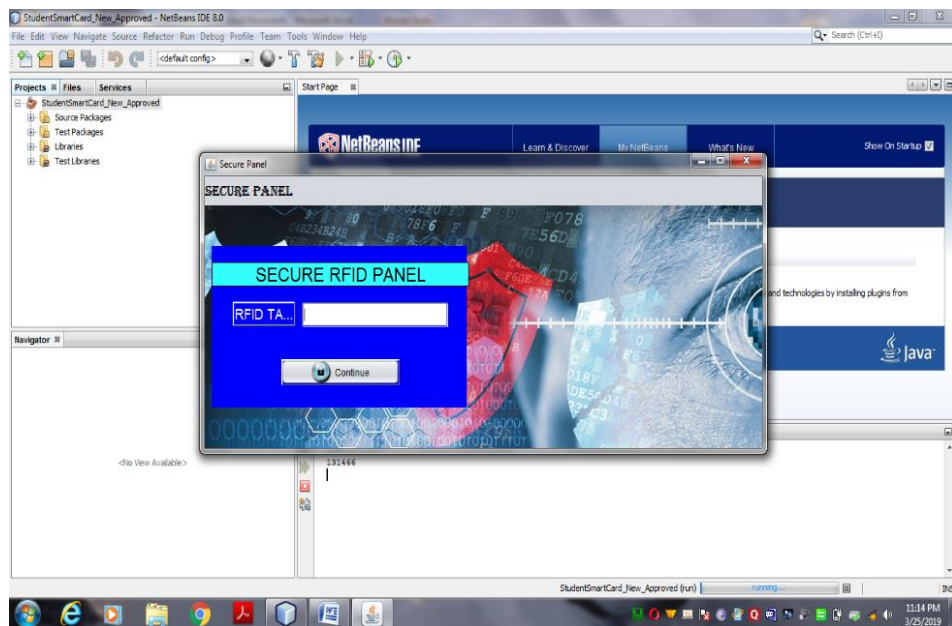 StudentSmartCard_New_Approved - NetBeans IDE 8.0
File Edit View Navigate Source Refactor Run Debug Profile Team Tools Window Help
Search (Ctrl+I)
<default config>
Projects Files Services
Start Page
StudentSmartCard_New_Approved
Source Packages
Test Packages
Libraries
Test Libraries
NetBeans IDE
Learn & Discover
My NetBeans
What's New
Show On Startup
Secure Panel
SECURE PANEL
SECURE RFID PANEL
RFID TA...
Continue
and technologies by installing plugins from
Java
Navigator
<No View Available>
131466
StudentSmartCard_New_Approved (run)
running...
INS
11:14 PM
3/25/2019